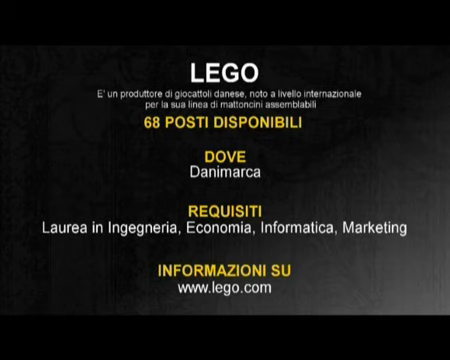 LEGO
E' un produttore di giocattoli danese, noto a livello internazionale
per la sua linea di mattoncini assemblabili
68 POSTI DISPONIBILI
DOVE
Danimarca
REQUISITI
Laurea in Ingegneria, Economia, Informatica, Marketing
INFORMAZIONI SU
www.lego.com